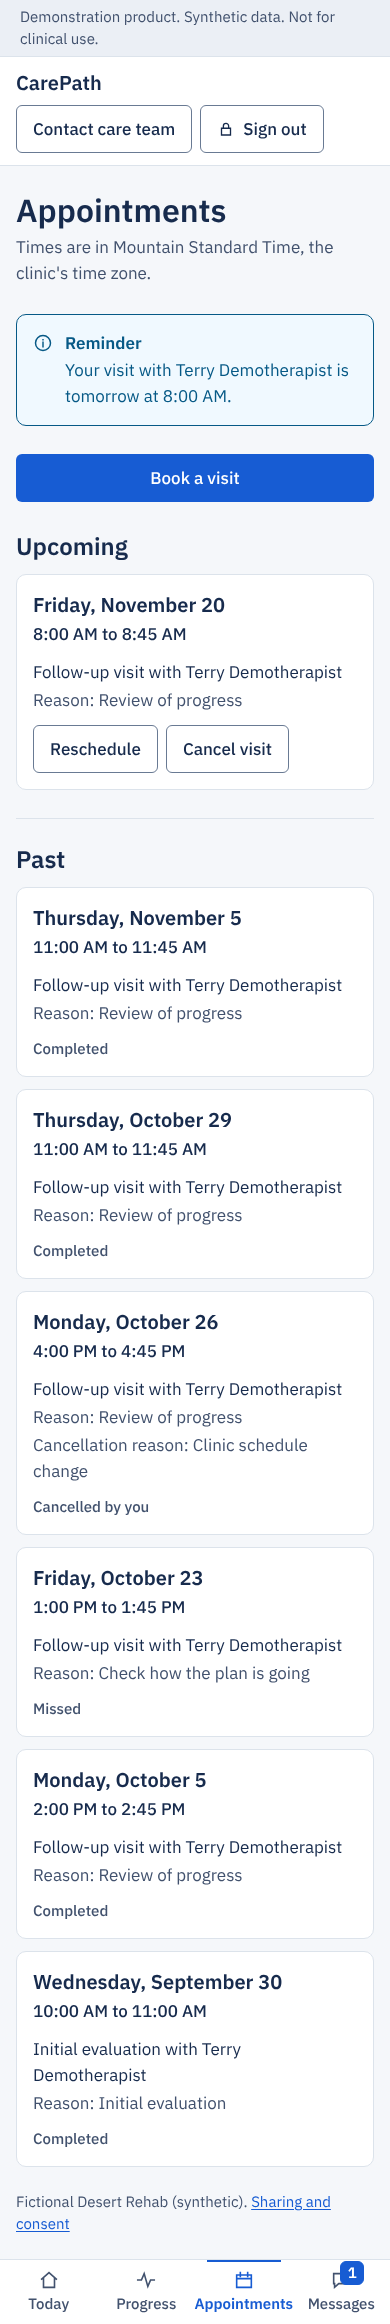 Demonstration product. Synthetic data. Not for
clinical use.
CarePath
Contact care team
Sign out
Appointments
Times are in Mountain Standard Time, the
clinic's time zone.
Reminder
Your visit with Terry Demotherapist is
tomorrow at 8:00 AM.
Book a visit
Upcoming
Friday, November 20
8:00 AM to 8:45 AM
Follow-up visit with Terry Demotherapist
Reason: Review of progress
Reschedule
Cancel visit
Past
Thursday, November 5
11:00 AM to 11:45 AM
Follow-up visit with Terry Demotherapist
Reason: Review of progress
Completed
Thursday, October 29
11:00 AM to 11:45 AM
Follow-up visit with Terry Demotherapist
Reason: Review of progress
Completed
Monday, October 26
4:00 PM to 4:45 PM
Follow-up visit with Terry Demotherapist
Reason: Review of progress
Cancellation reason: Clinic schedule
change
Cancelled by you
Friday, October 23
1:00 PM to 1:45 PM
Follow-up visit with Terry Demotherapist
Reason: Check how the plan is going
Missed
Monday, October 5
2:00 PM to 2:45 PM
Follow-up visit with Terry Demotherapist
Reason: Review of progress
Completed
Wednesday, September 30
10:00 AM to 11:00 AM
Initial evaluation with Terry
Demotherapist
Reason: Initial evaluation
Completed
Fictional Desert Rehab (synthetic). Sharing and
consent
1
Today
Progress
Appointments
Messages